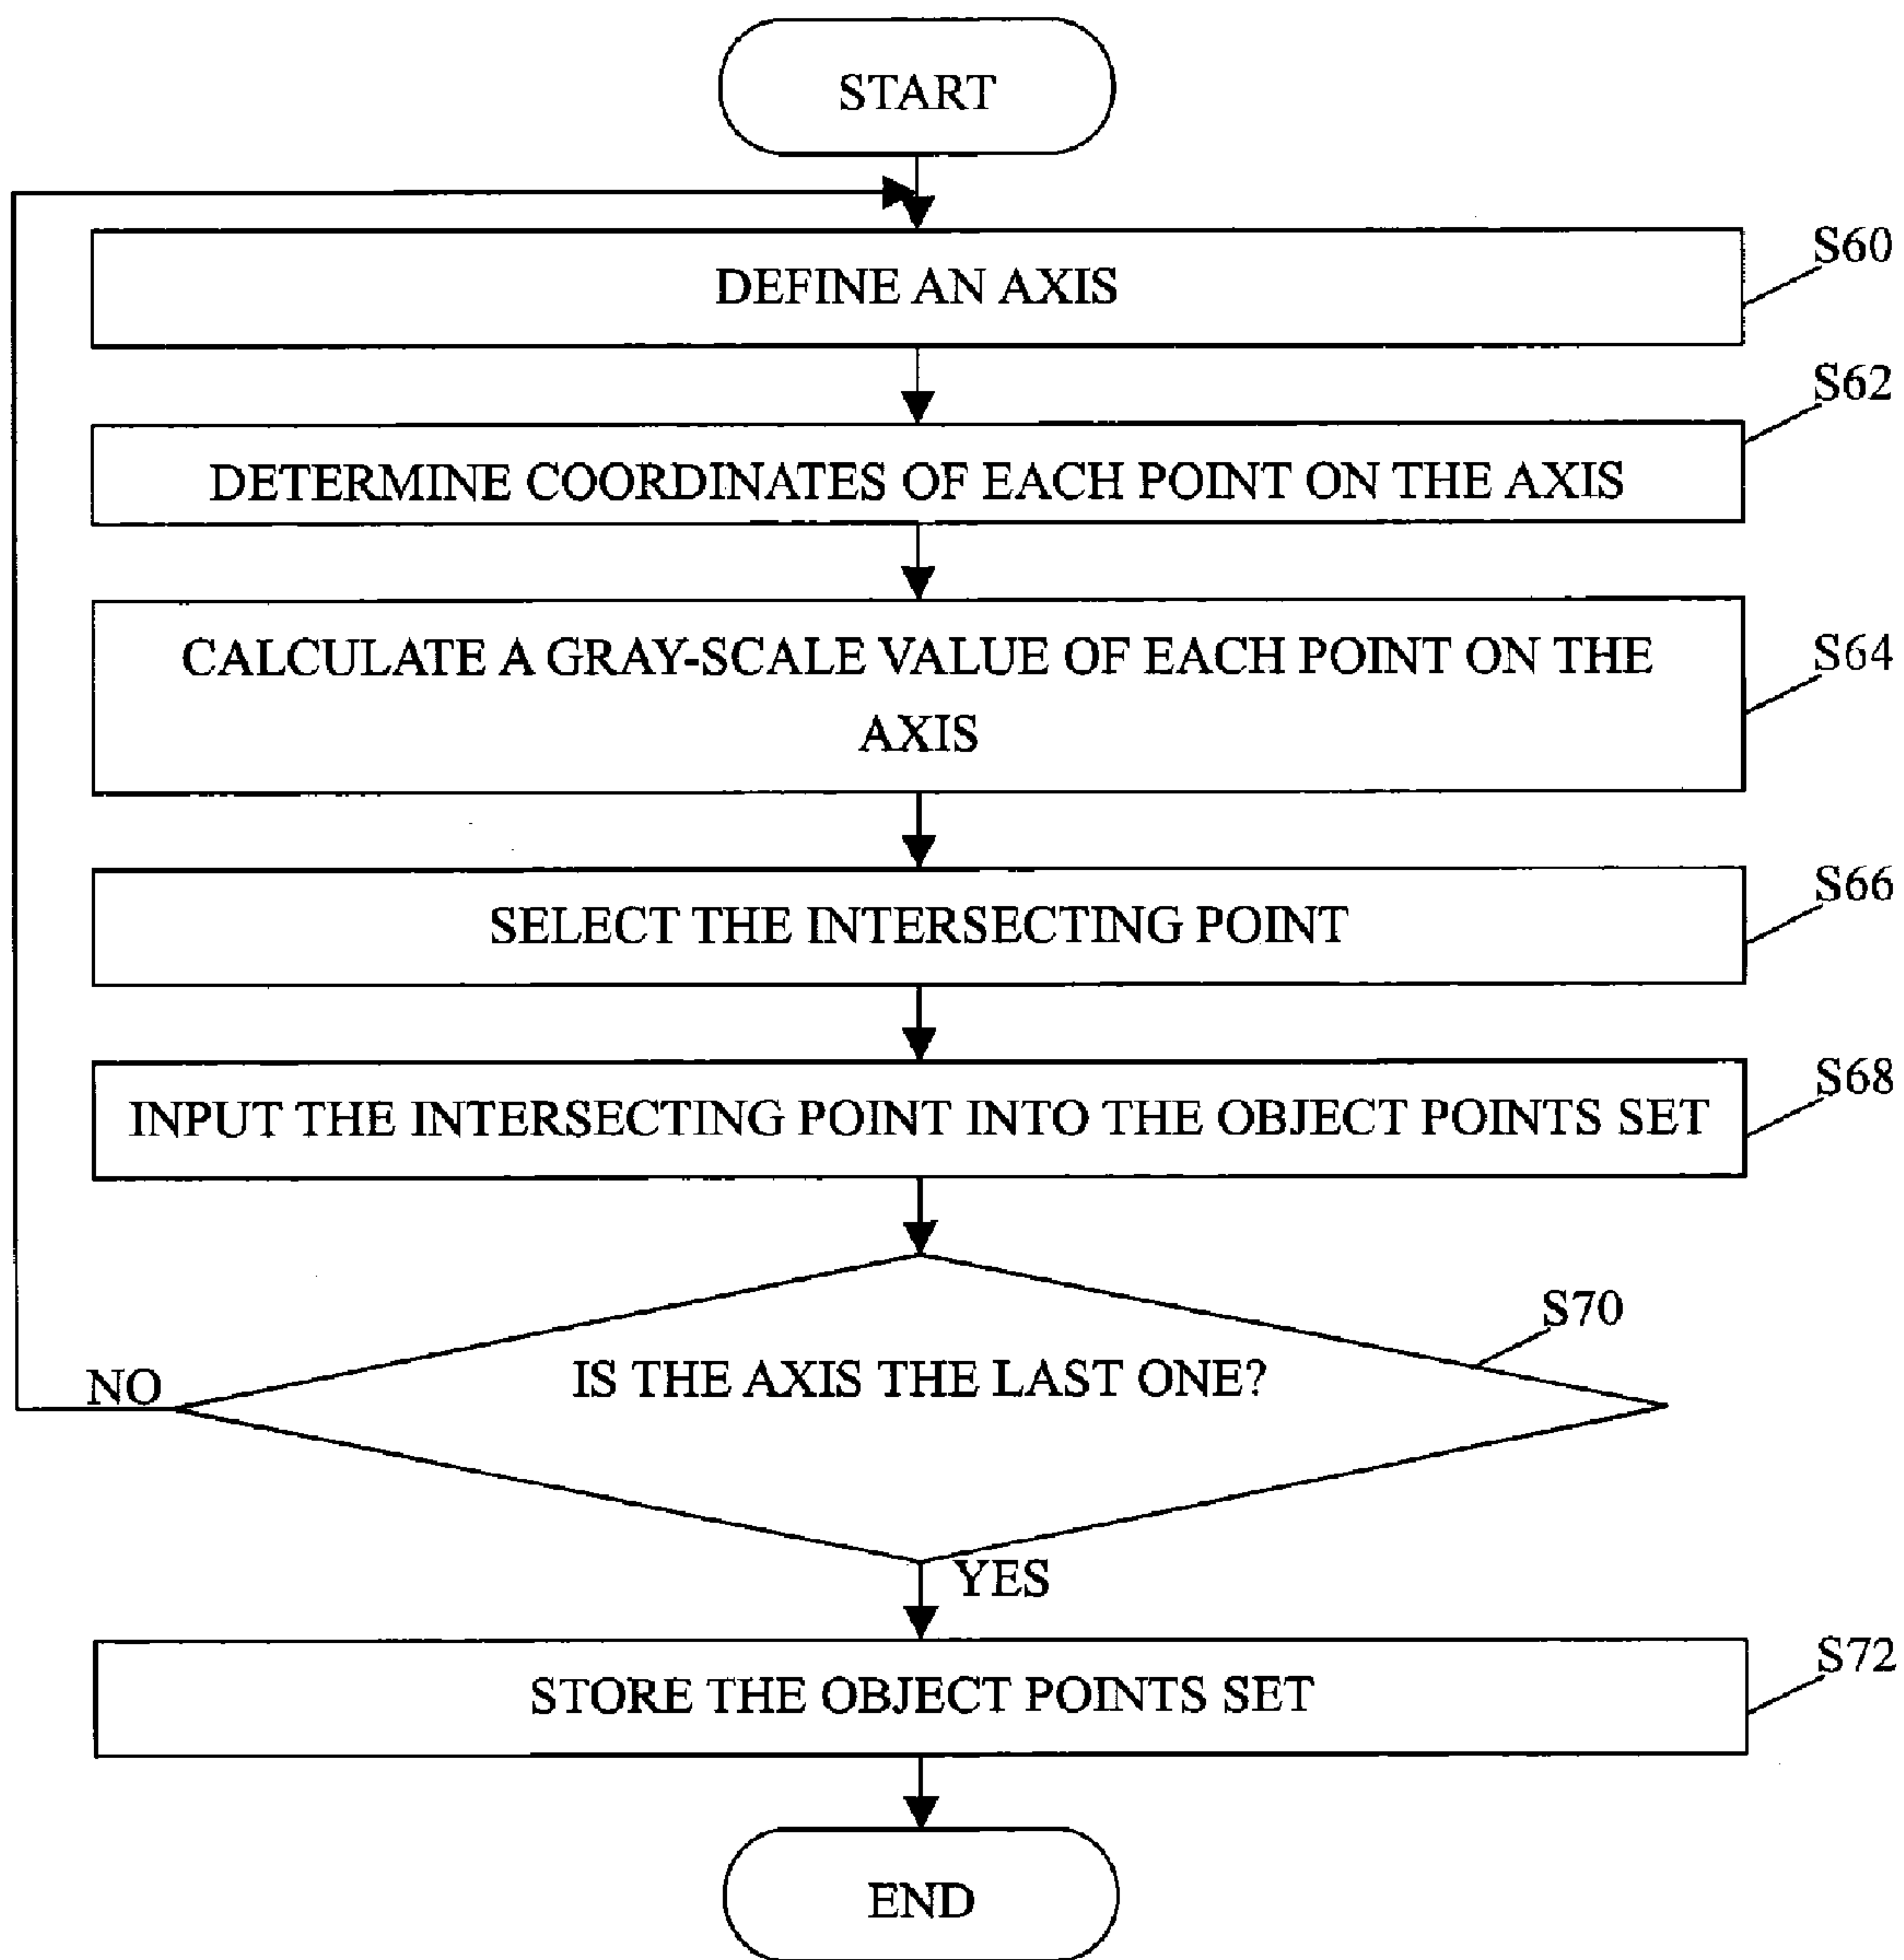 START
DEFINE AN AXIS
S60
DETERMINE COORDINATES OF EACH POINT ON THE AXIS
S62
CALCULATE A GRAY-SCALE VALUE OF EACH POINT ON THE
AXIS
S64
SELECT THE INTERSECTING POINT
S66
INPUT THE INTERSECTING POINT INTO THE OBJECT POINTS SET
S68
IS THE AXIS THE LAST ONE?
S70
NO
YES
STORE THE OBJECT POINTS SET
S72
END